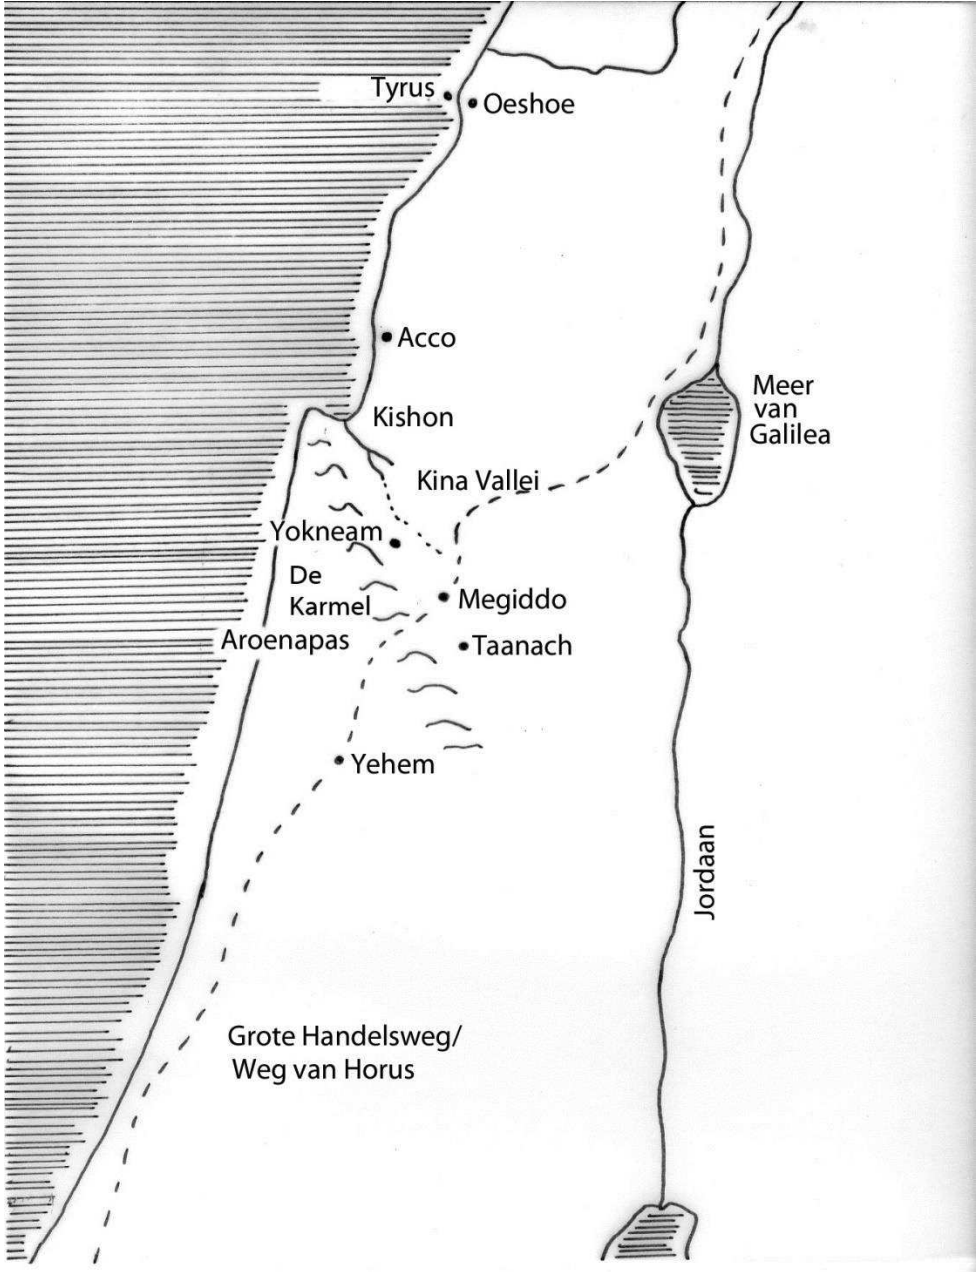 Tyrus
Oeshoe
Acco
Meer
van
Galilea
Kishon
Kina Vallei
Yokneam
De
Karmel
Megiddo
Aroenapas
Taanach
Yehem
Jordaan
Grote Handelsweg/
Weg van Horus